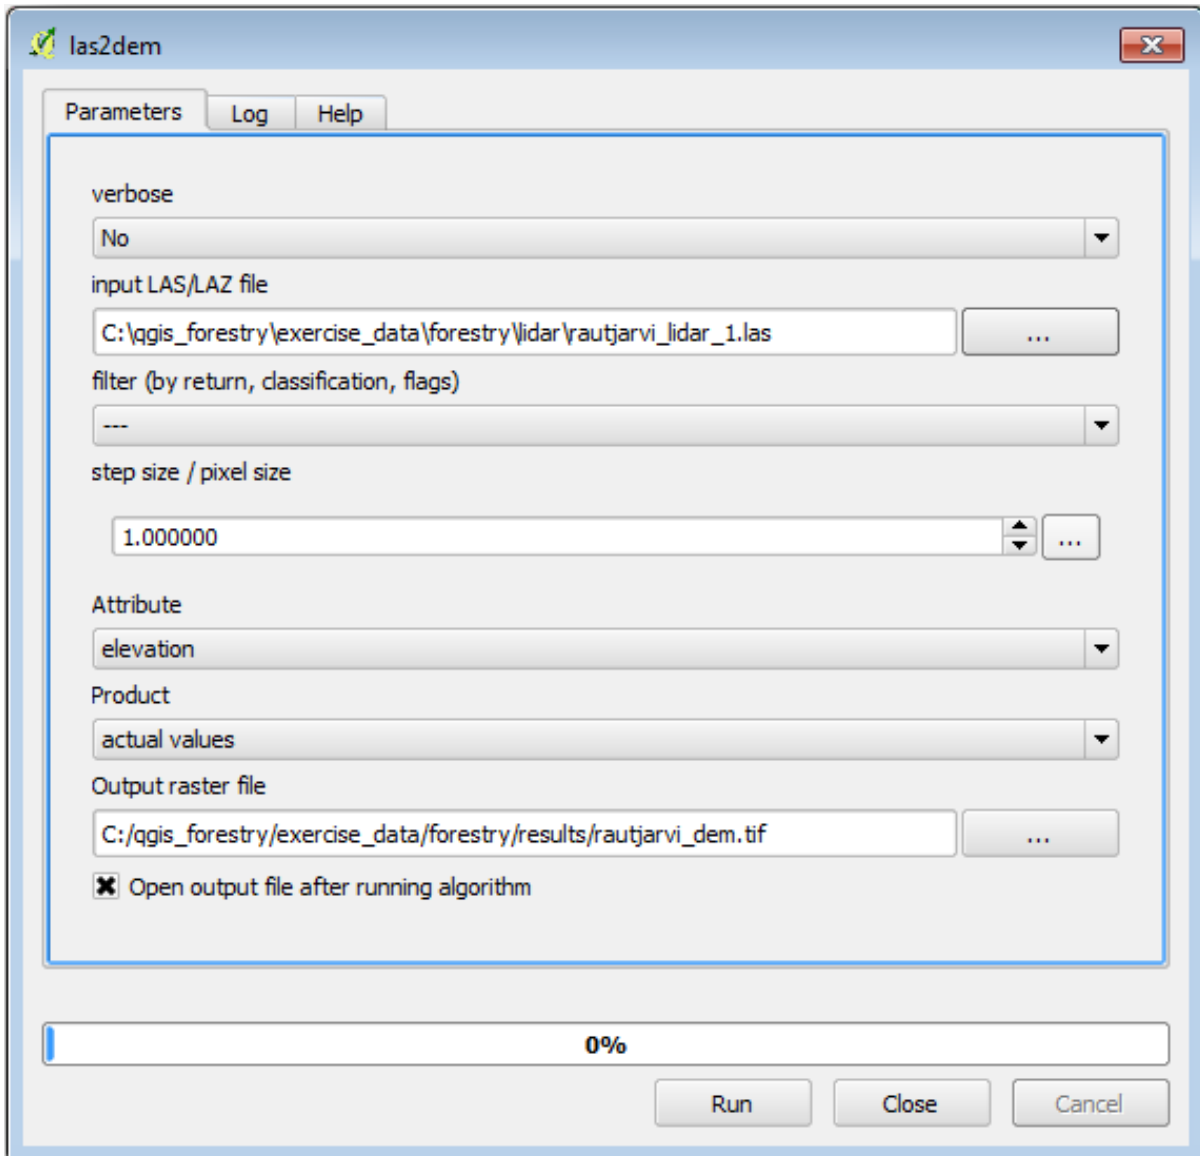 las2dem
Parameters Log Help
verbose
No
input LAS/LAZ file
C:\qgis_forestry\exercise_data\forestry\lidar\rautjarvi_lidar_1.las ...
filter (by return, classification, flags)
---
step size / pixel size
1.000000 ...
Attribute
elevation
Product
actual values
Output raster file
C:/qgis_forestry/exercise_data/forestry/results/rautjarvi_dem.tif ...
Open output file after running algorithm
0%
Run Close Cancel